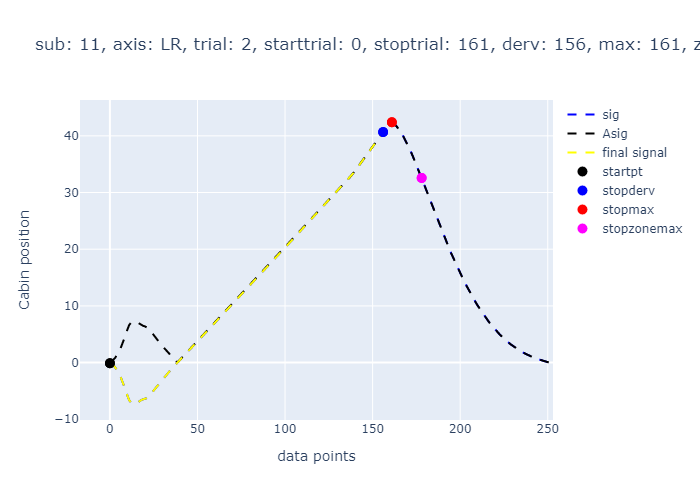 sub: 11, axis: LR, trial: 2, starttrial: 0, stoptrial: 161, derv: 156, max: 161, z
sig
Asig
final signal
startpt
stopderv
stopmax
stopzonemax
Cabin position
40
30
20
10
0
−10
0
50
100
150
200
250
data points